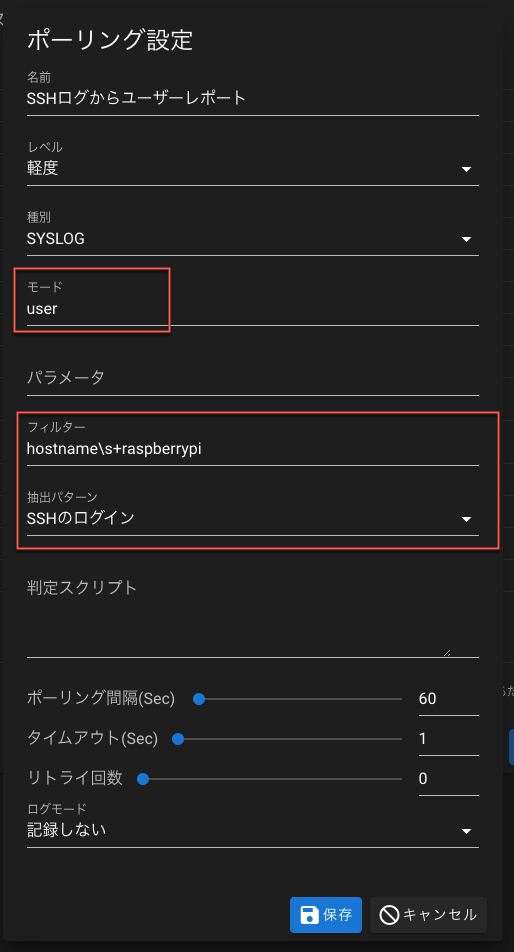 ポーリング設定
名前
SSHログからユーザーレポート
レベル
軽度
種別
SYSLOG
モード
user
パラメータ
フィルター
hostname\s+raspberrypi
抽出パターン
SSHのログイン
判定スクリプト
ポーリング間隔(Sec) 60
タイムアウト(Sec) 1
リトライ回数 0
ログモード
記録しない
保存 キャンセル